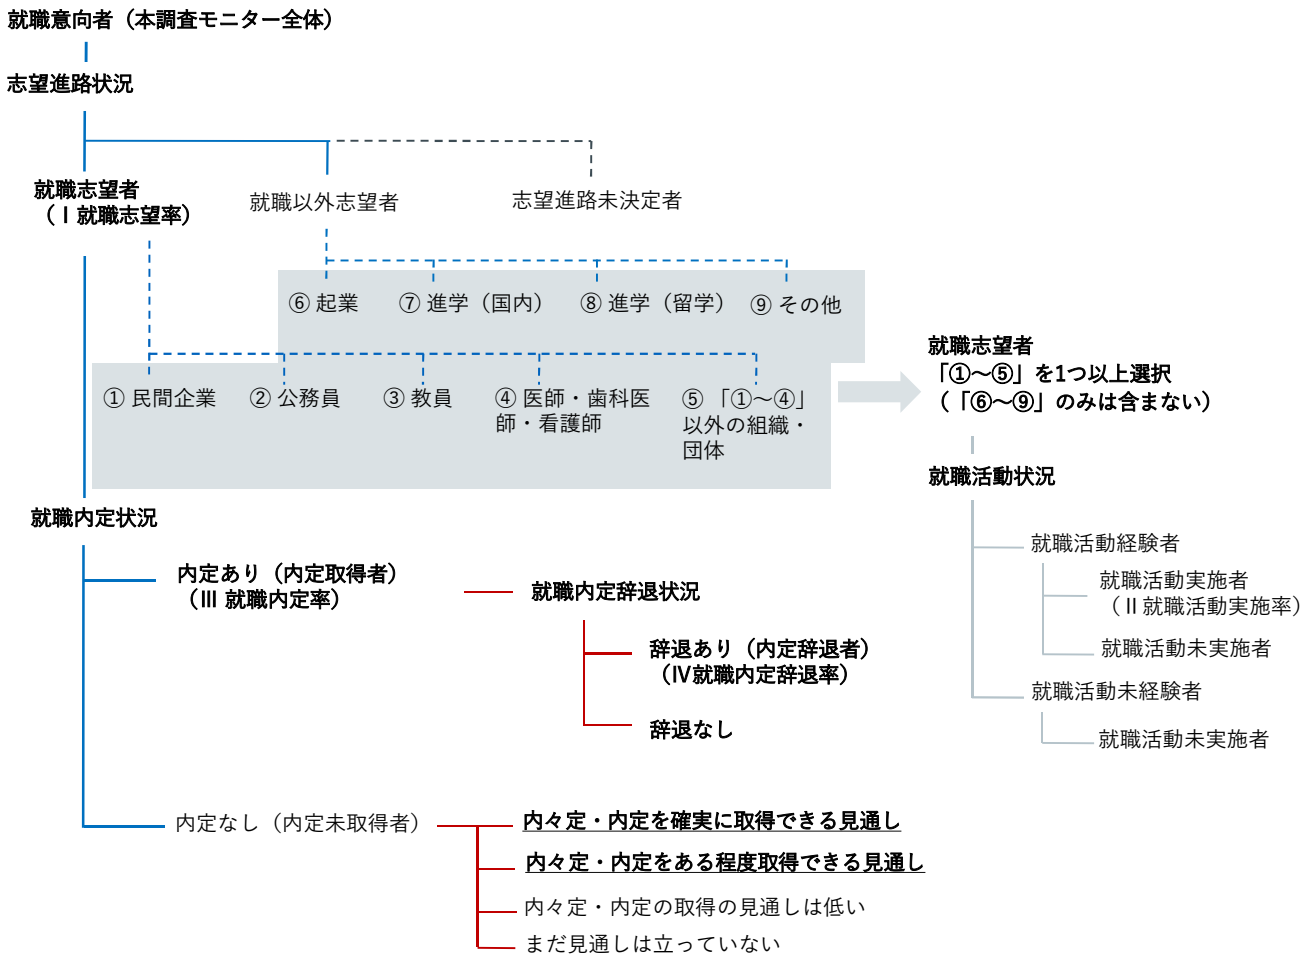 就職意向者（本調査モニター全体）
志望進路状況
就職志望者
（Ⅰ就職志望率）
就職以外志望者
志望進路未決定者
⑥ 起業
⑦ 進学（国内）
⑧ 進学（留学）
⑨ その他
① 民間企業
② 公務員
③ 教員
④ 医師・歯科医
師・看護師
⑤ 「①～④」
以外の組織・
団体
就職志望者
「①～⑤」を1つ以上選択
（「⑥～⑨」のみは含まない）
就職活動状況
就職活動経験者
就職活動実施者
（Ⅱ就職活動実施率）
就職活動未実施者
就職活動未経験者
就職活動未実施者
就職内定状況
内定あり（内定取得者）
（Ⅲ 就職内定率）
就職内定辞退状況
辞退あり（内定辞退者）
（Ⅳ就職内定辞退率）
辞退なし
内定なし（内定未取得者）
内々定・内定を確実に取得できる見通し
内々定・内定をある程度取得できる見通し
内々定・内定の取得の見通しは低い
まだ見通しは立っていない